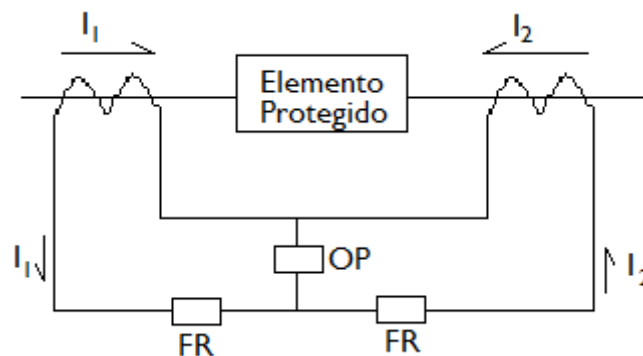 I₁
I₂
Elemento
Protegido
I₁
OP
I₂
FR
FR